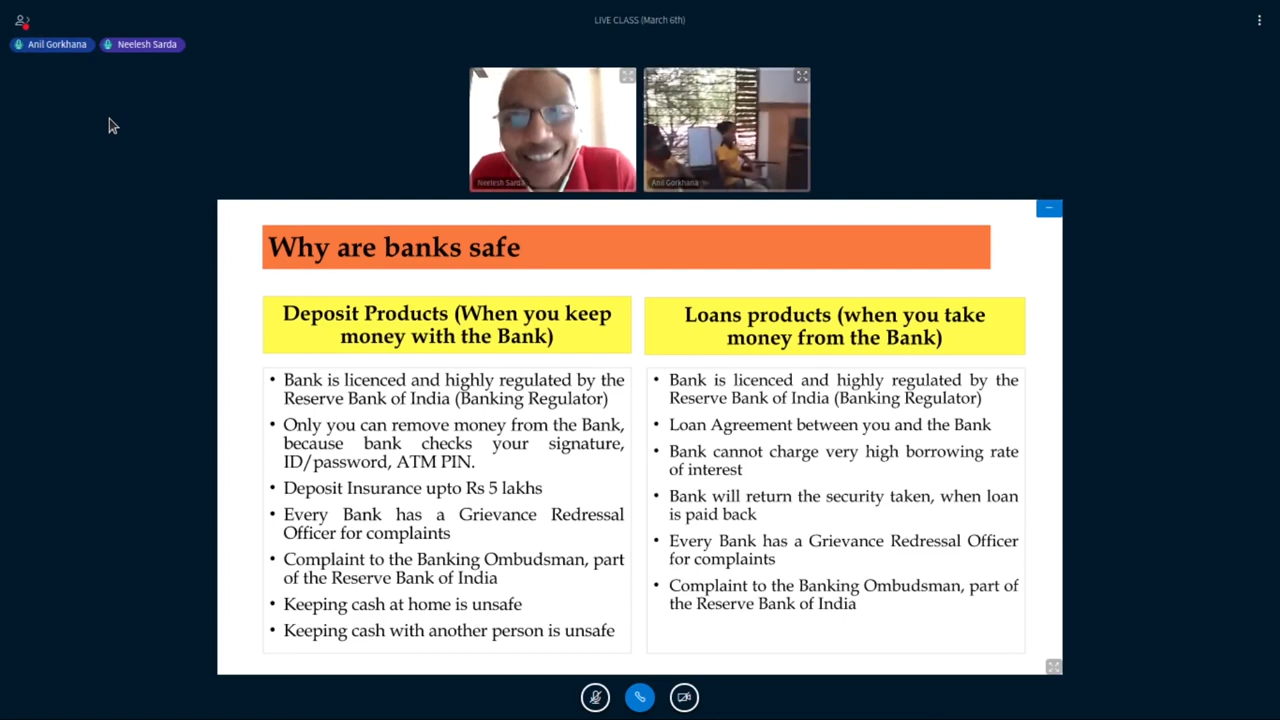 LIVE CLASS (March 6th)
Anil Gorkhana
Neelesh Sarda
Neelesh Sarda
Anil Gorkhana
Why are banks safe
Deposit Products (When you keep
money with the Bank)
• Bank is licenced and highly regulated by the
Reserve Bank of India (Banking Regulator)
• Only you can remove money from the Bank,
because bank checks your signature,
ID/password, ATM PIN.
• Deposit Insurance upto Rs 5 lakhs
• Every Bank has a Grievance Redressal
Officer for complaints
• Complaint to the Banking Ombudsman, part
of the Reserve Bank of India
• Keeping cash at home is unsafe
• Keeping cash with another person is unsafe
Loans products (when you take
money from the Bank)
• Bank is licenced and highly regulated by the
Reserve Bank of India (Banking Regulator)
• Loan Agreement between you and the Bank
• Bank cannot charge very high borrowing rate
of interest
• Bank will return the security taken, when loan
is paid back
• Every Bank has a Grievance Redressal Officer
for complaints
• Complaint to the Banking Ombudsman, part of
the Reserve Bank of India